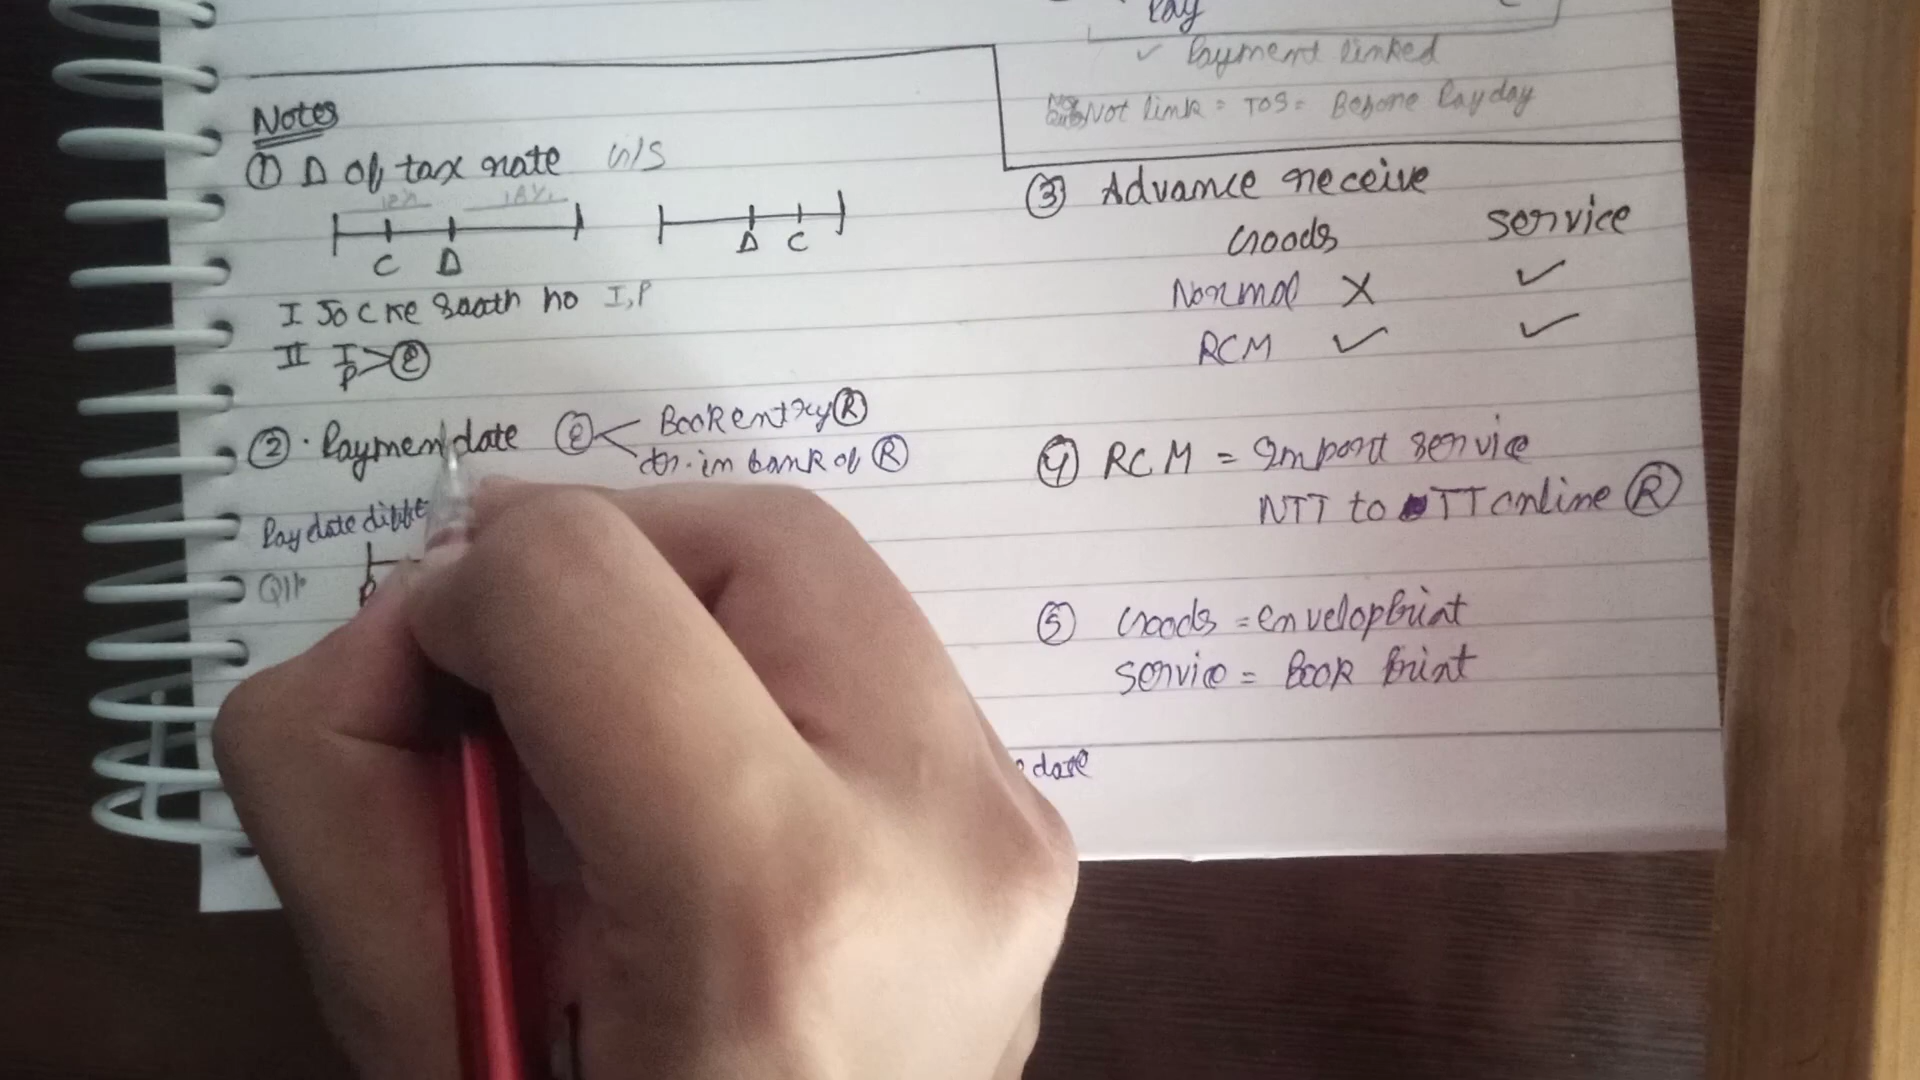 Pay
✓ Payment linked
Not link = TOS = Before Payday
Notes
① Δ Of tax rate G/S
18%
C Δ
Δ C
I Jo C ke saath ho I,P
II I P > Ⓔ
② · Payment date Ⓔ < Book entry Ⓡ
in bank of Ⓡ
Pay date diff
③ Advance receive
Goods service
Normal X ✓
RCM ✓ ✓
④ RCM = Import service
NTT to TT online Ⓡ
⑤ Goods = envelop Print
service = Book Print
date